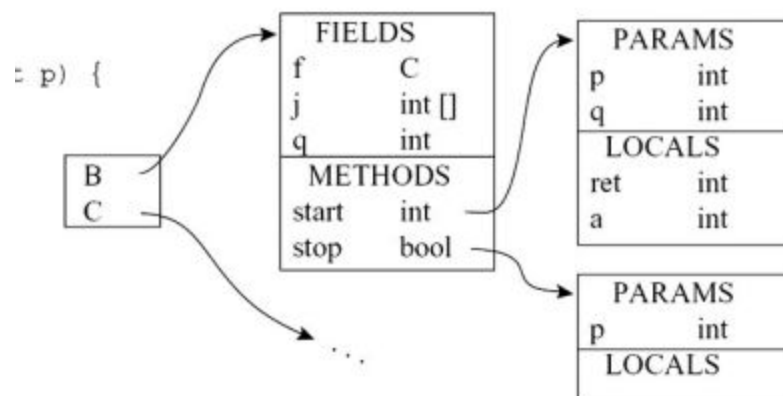 c p) {
B
C
...
FIELDS
f C
j int []
q int
METHODS
start int
stop bool
PARAMS
p int
q int
LOCALS
ret int
a int
PARAMS
p int
LOCALS